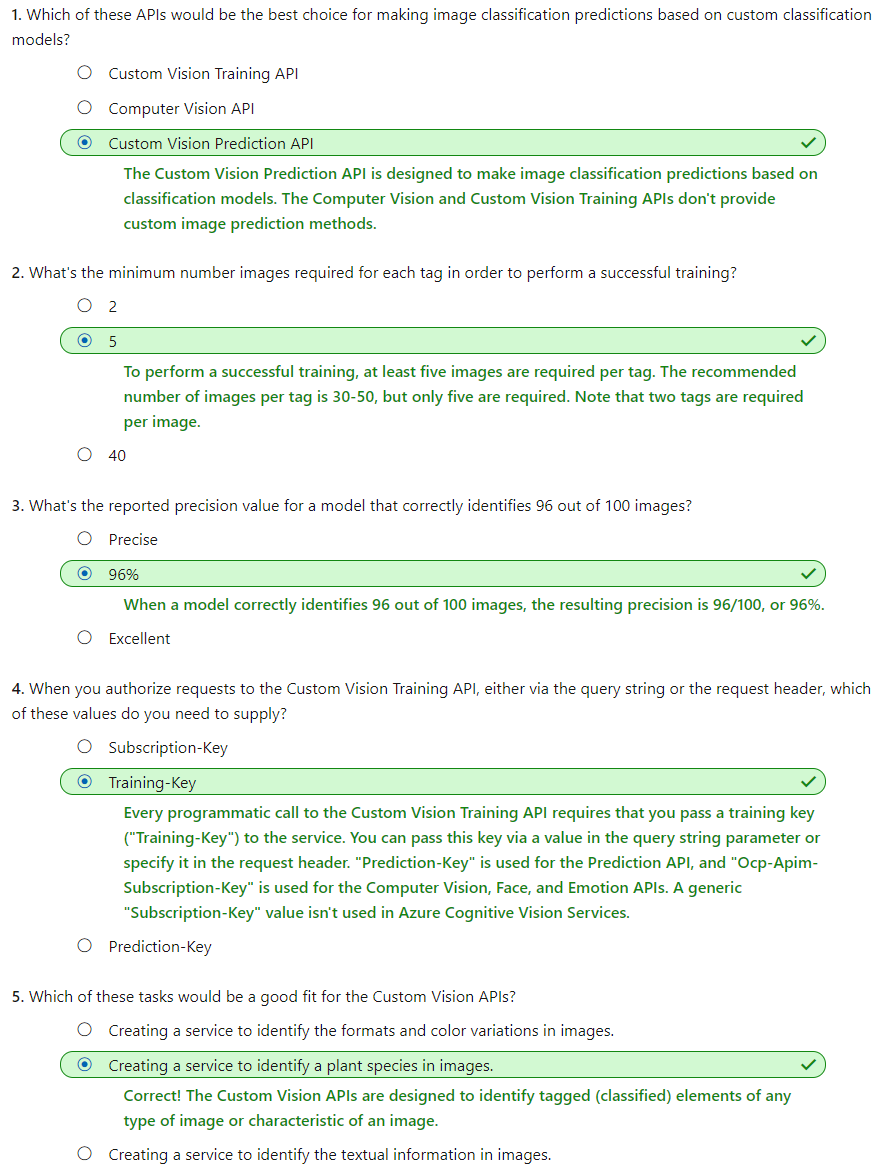 1. Which of these APIs would be the best choice for making image classification predictions based on custom classification
models?
Custom Vision Training API
Computer Vision API
Custom Vision Prediction API
The Custom Vision Prediction API is designed to make image classification predictions based on
classification models. The Computer Vision and Custom Vision Training APIs don't provide
custom image prediction methods.
2. What's the minimum number images required for each tag in order to perform a successful training?
2
5
To perform a successful training, at least five images are required per tag. The recommended
number of images per tag is 30-50, but only five are required. Note that two tags are required
per image.
40
3. What's the reported precision value for a model that correctly identifies 96 out of 100 images?
Precise
96%
When a model correctly identifies 96 out of 100 images, the resulting precision is 96/100, or 96%.
Excellent
4. When you authorize requests to the Custom Vision Training API, either via the query string or the request header, which
of these values do you need to supply?
Subscription-Key
Training-Key
Every programmatic call to the Custom Vision Training API requires that you pass a training key
("Training-Key") to the service. You can pass this key via a value in the query string parameter or
specify it in the request header. "Prediction-Key" is used for the Prediction API, and "Ocp-Apim-
Subscription-Key" is used for the Computer Vision, Face, and Emotion APIs. A generic
"Subscription-Key" value isn't used in Azure Cognitive Vision Services.
Prediction-Key
5. Which of these tasks would be a good fit for the Custom Vision APIs?
Creating a service to identify the formats and color variations in images.
Creating a service to identify a plant species in images.
Correct! The Custom Vision APIs are designed to identify tagged (classified) elements of any
type of image or characteristic of an image.
Creating a service to identify the textual information in images.